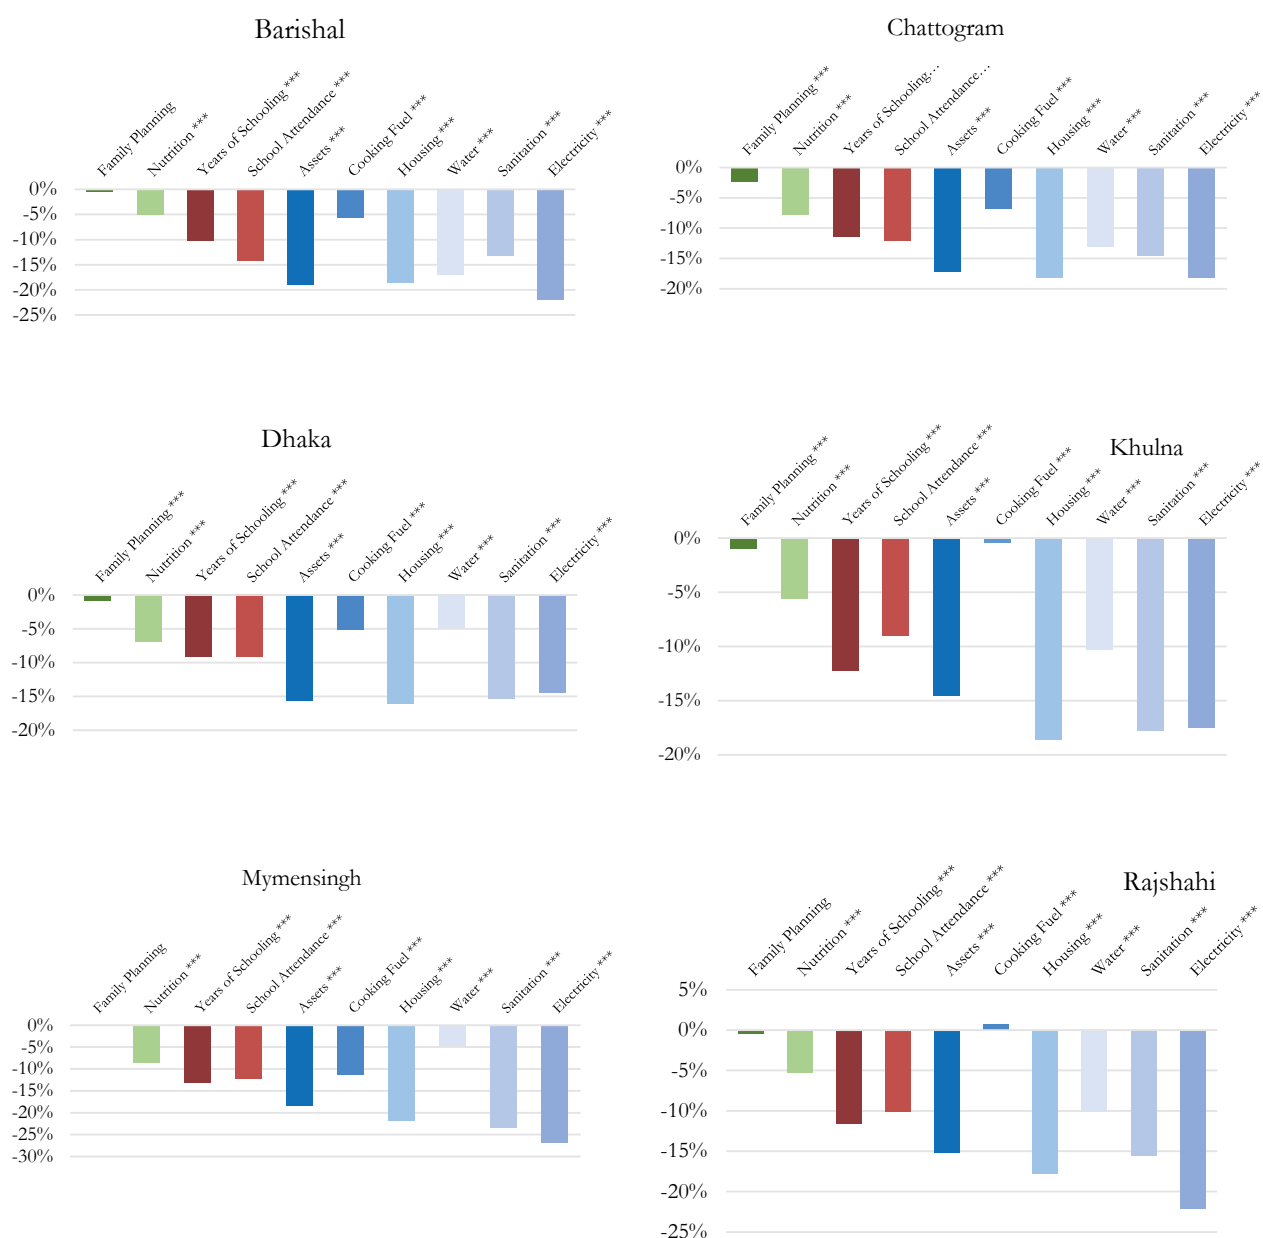 Barishal
Family Planning
Nutrition ***
Years of Schooling ***
School Attendance ***
Assets ***
Cooking Fuel ***
Housing ***
Water ***
Sanitation ***
Electricity ***
0%
-5%
-10%
-15%
-20%
-25%
Chattogram
Family Planning ***
Nutrition ***
Years of Schooling…
School Attendance…
Assets ***
Cooking Fuel ***
Housing ***
Water ***
Sanitation ***
Electricity ***
0%
-5%
-10%
-15%
-20%
Dhaka
Family Planning ***
Nutrition ***
Years of Schooling ***
School Attendance ***
Assets ***
Cooking Fuel ***
Housing ***
Water ***
Sanitation ***
Electricity ***
0%
-5%
-10%
-15%
-20%
Khulna
Family Planning ***
Nutrition ***
Years of Schooling ***
School Attendance ***
Assets ***
Cooking Fuel ***
Housing ***
Water ***
Sanitation ***
Electricity ***
0%
-5%
-10%
-15%
-20%
Mymensingh
Family Planning
Nutrition ***
Years of Schooling ***
School Attendance ***
Assets ***
Cooking Fuel ***
Housing ***
Water ***
Sanitation ***
Electricity ***
0%
-5%
-10%
-15%
-20%
-25%
-30%
Rajshahi
Family Planning
Nutrition ***
Years of Schooling ***
School Attendance ***
Assets ***
Cooking Fuel ***
Housing ***
Water ***
Sanitation ***
Electricity ***
5%
0%
-5%
-10%
-15%
-20%
-25%